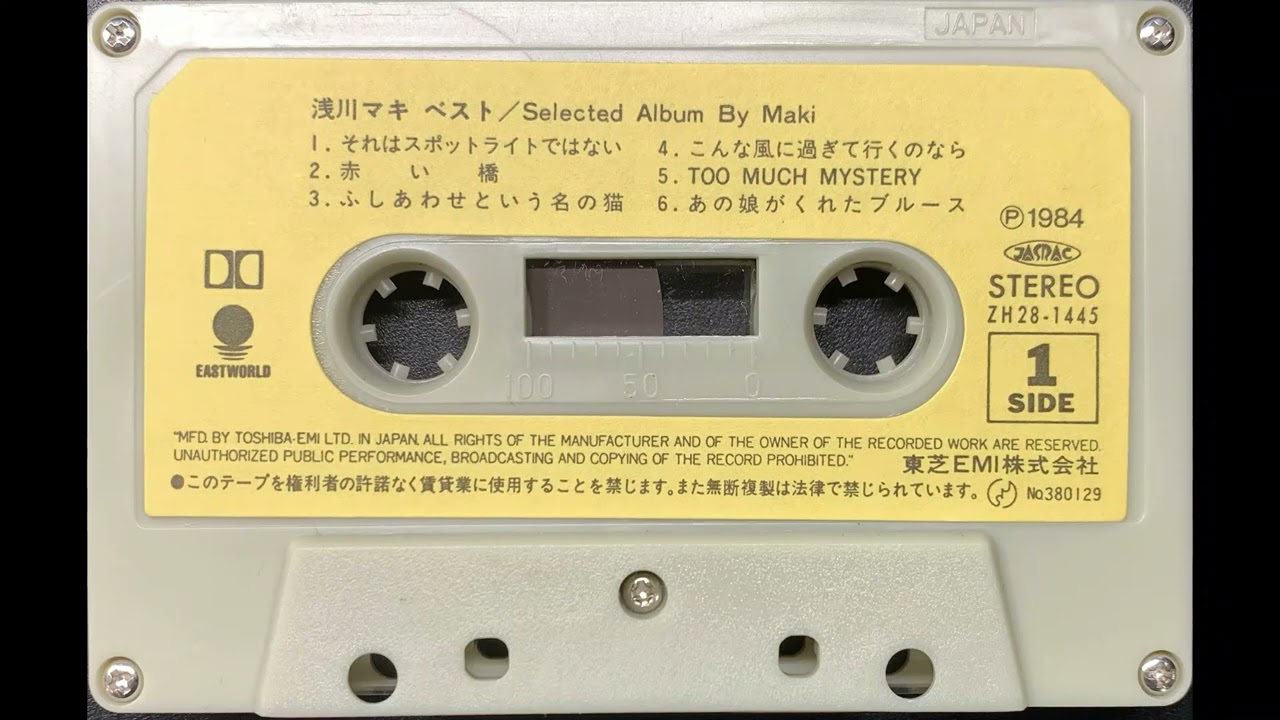 JAPAN
浅川マキ ベスト／Selected Album By Maki
1. それはスポットライトではない
2. 赤い橋
3. ふしあわせという名の猫
4. こんな風に過ぎて行くのなら
5. TOO MUCH MYSTERY
6. あの娘がくれたブルース
Ⓟ1984
JASRAC
STEREO
ZH28-1445
1
SIDE
EASTWORLD
100 50 0
"MFD. BY TOSHIBA-EMI LTD. IN JAPAN. ALL RIGHTS OF THE MANUFACTURER AND OF THE OWNER OF THE RECORDED WORK ARE RESERVED.
UNAUTHORIZED PUBLIC PERFORMANCE, BROADCASTING AND COPYING OF THE RECORD PROHIBITED." 東芝EMI株式会社
●このテープを権利者の許諾なく賃貸業に使用することを禁じます。また無断複製は法律で禁じられています。 No.380129